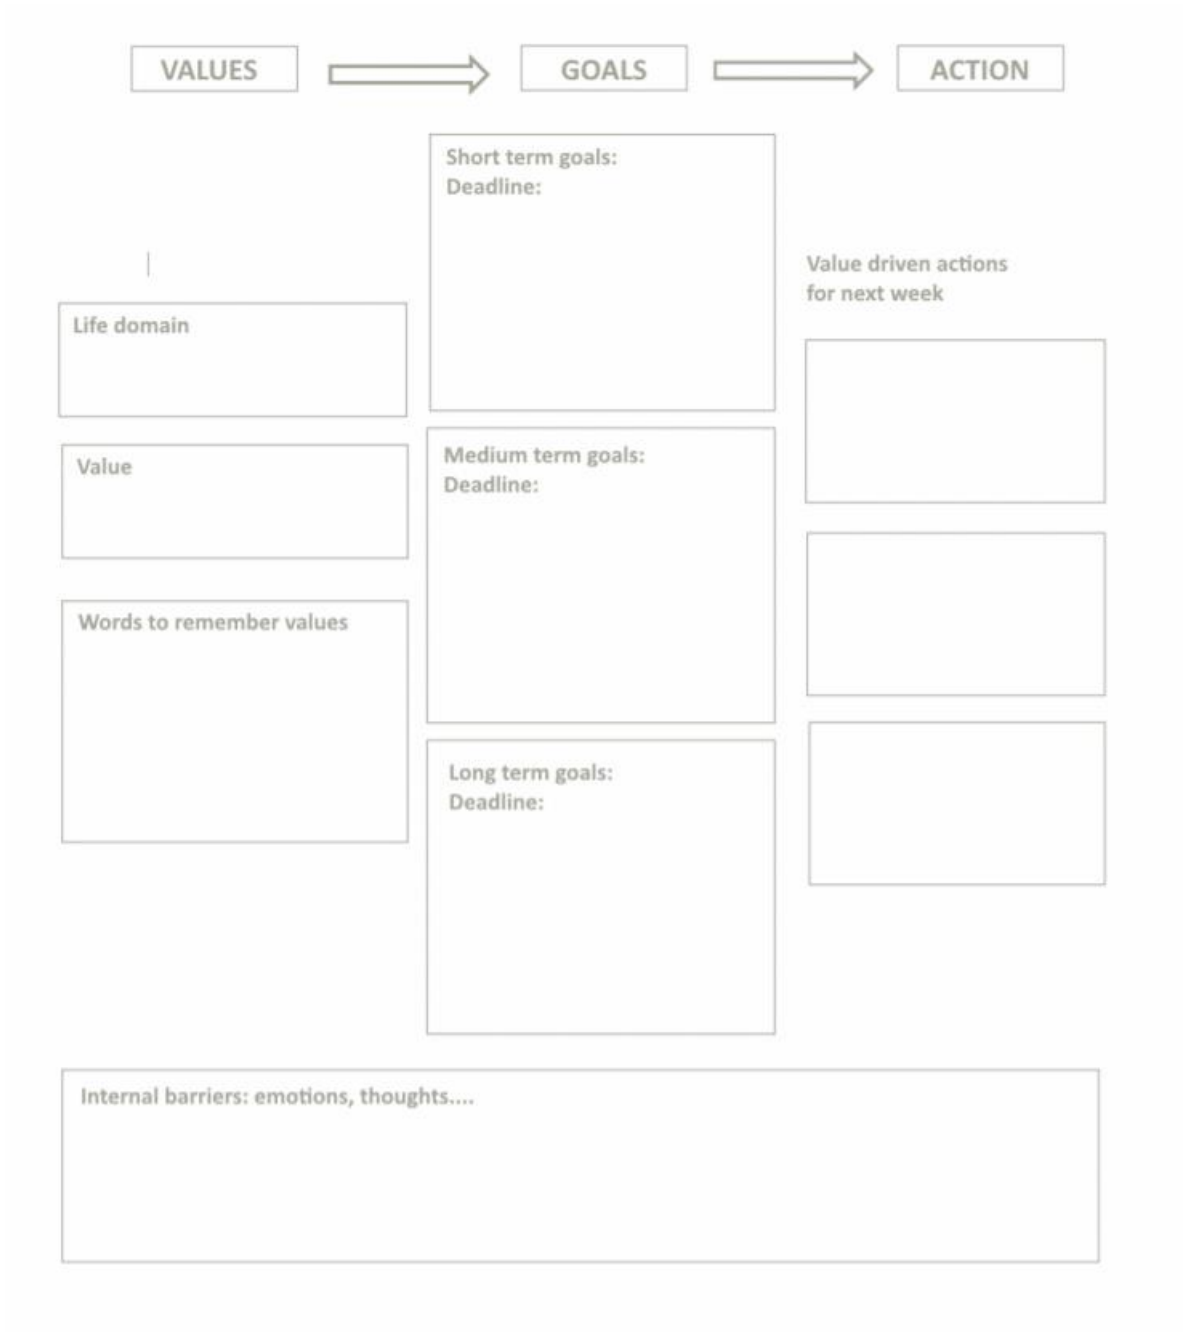 VALUES
GOALS
ACTION
Short term goals:
Deadline:
Value driven actions
for next week
Life domain
Value
Words to remember values
Medium term goals:
Deadline:
Long term goals:
Deadline:
Internal barriers: emotions, thoughts....